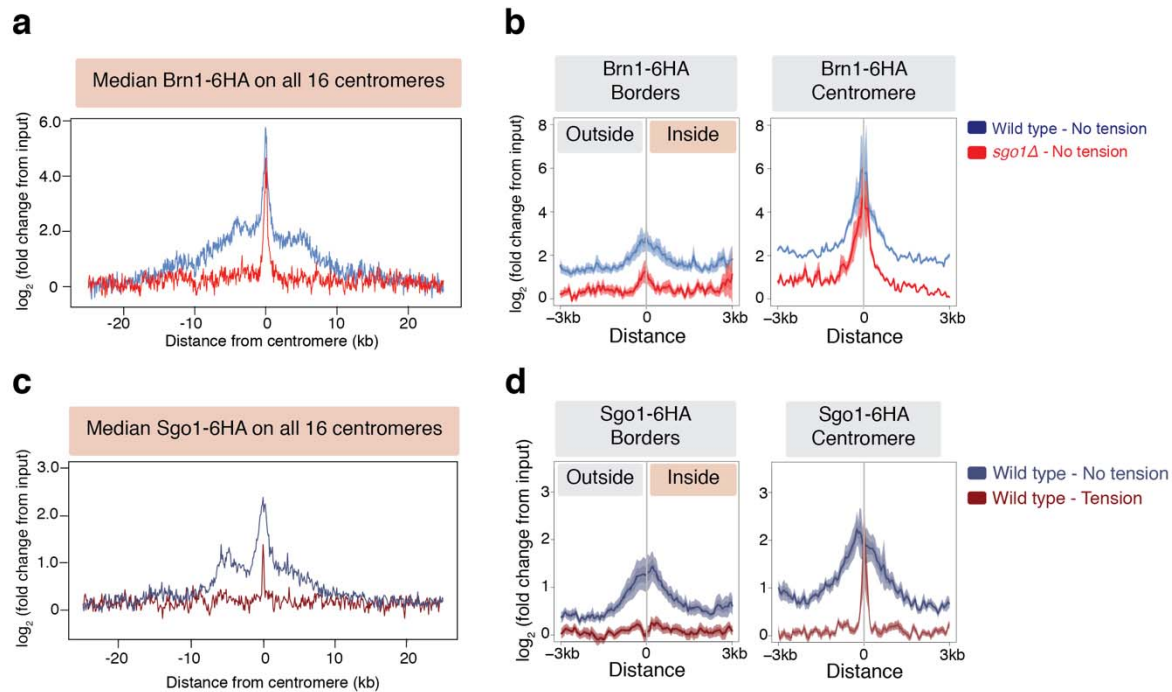 a
Median Brn1-6HA on all 16 centromeres
log2 (fold change from input)
6.0
4.0
2.0
0
-20
-10
0
10
20
Distance from centromere (kb)
b
Brn1-6HA
Borders
Brn1-6HA
Centromere
Outside
Inside
log2 (fold change from input)
8
6
4
2
0
−3kb
0
3kb
Distance
8
6
4
2
0
−3kb
0
3kb
Distance
Wild type - No tension
sgo1Δ - No tension
c
Median Sgo1-6HA on all 16 centromeres
log2 (fold change from input)
3.0
2.0
1.0
0
-20
-10
0
10
20
Distance from centromere (kb)
d
Sgo1-6HA
Borders
Sgo1-6HA
Centromere
Outside
Inside
log2 (fold change from input)
3
2
1
0
−3kb
0
3kb
Distance
3
2
1
0
−3kb
0
3kb
Distance
Wild type - No tension
Wild type - Tension